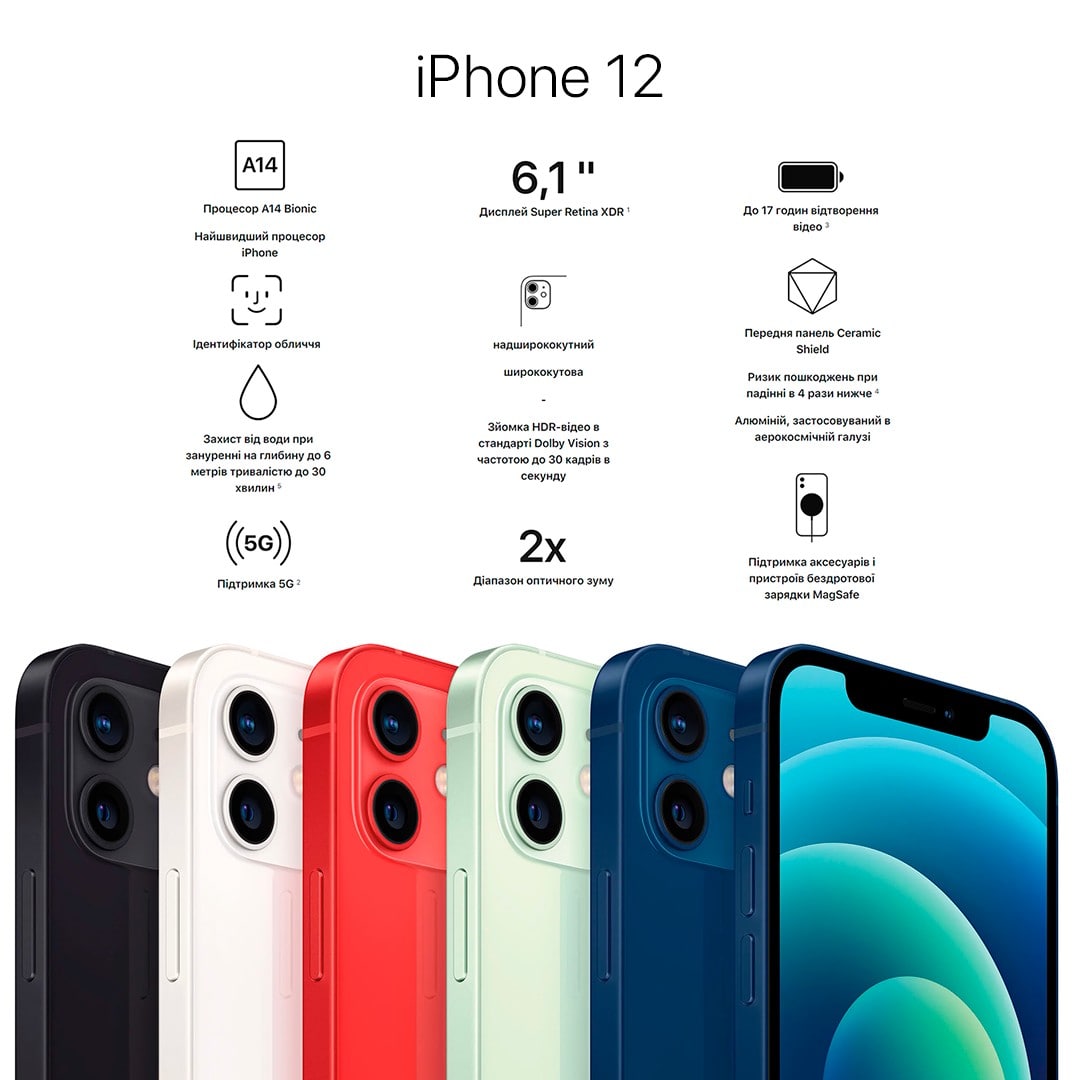 iPhone 12
A14
Процесор A14 Bionic
Найшвидший процесор
iPhone
Ідентифікатор обличчя
Захист від води при
зануренні на глибину до 6
метрів тривалістю до 30
хвилин ⁵
5G
Підтримка 5G ²
6,1 "
Дисплей Super Retina XDR ¹
надширококутний
ширококутова
-
Зйомка HDR-відео в
стандарті Dolby Vision з
частотою до 30 кадрів в
секунду
2x
Діапазон оптичного зуму
До 17 годин відтворення
відео ³
Передня панель Ceramic
Shield
Ризик пошкоджень при
падінні в 4 рази нижче ⁴
Алюміній, застосовуваний в
аерокосмічній галузі
Підтримка аксесуарів і
пристроїв бездротової
зарядки MagSafe